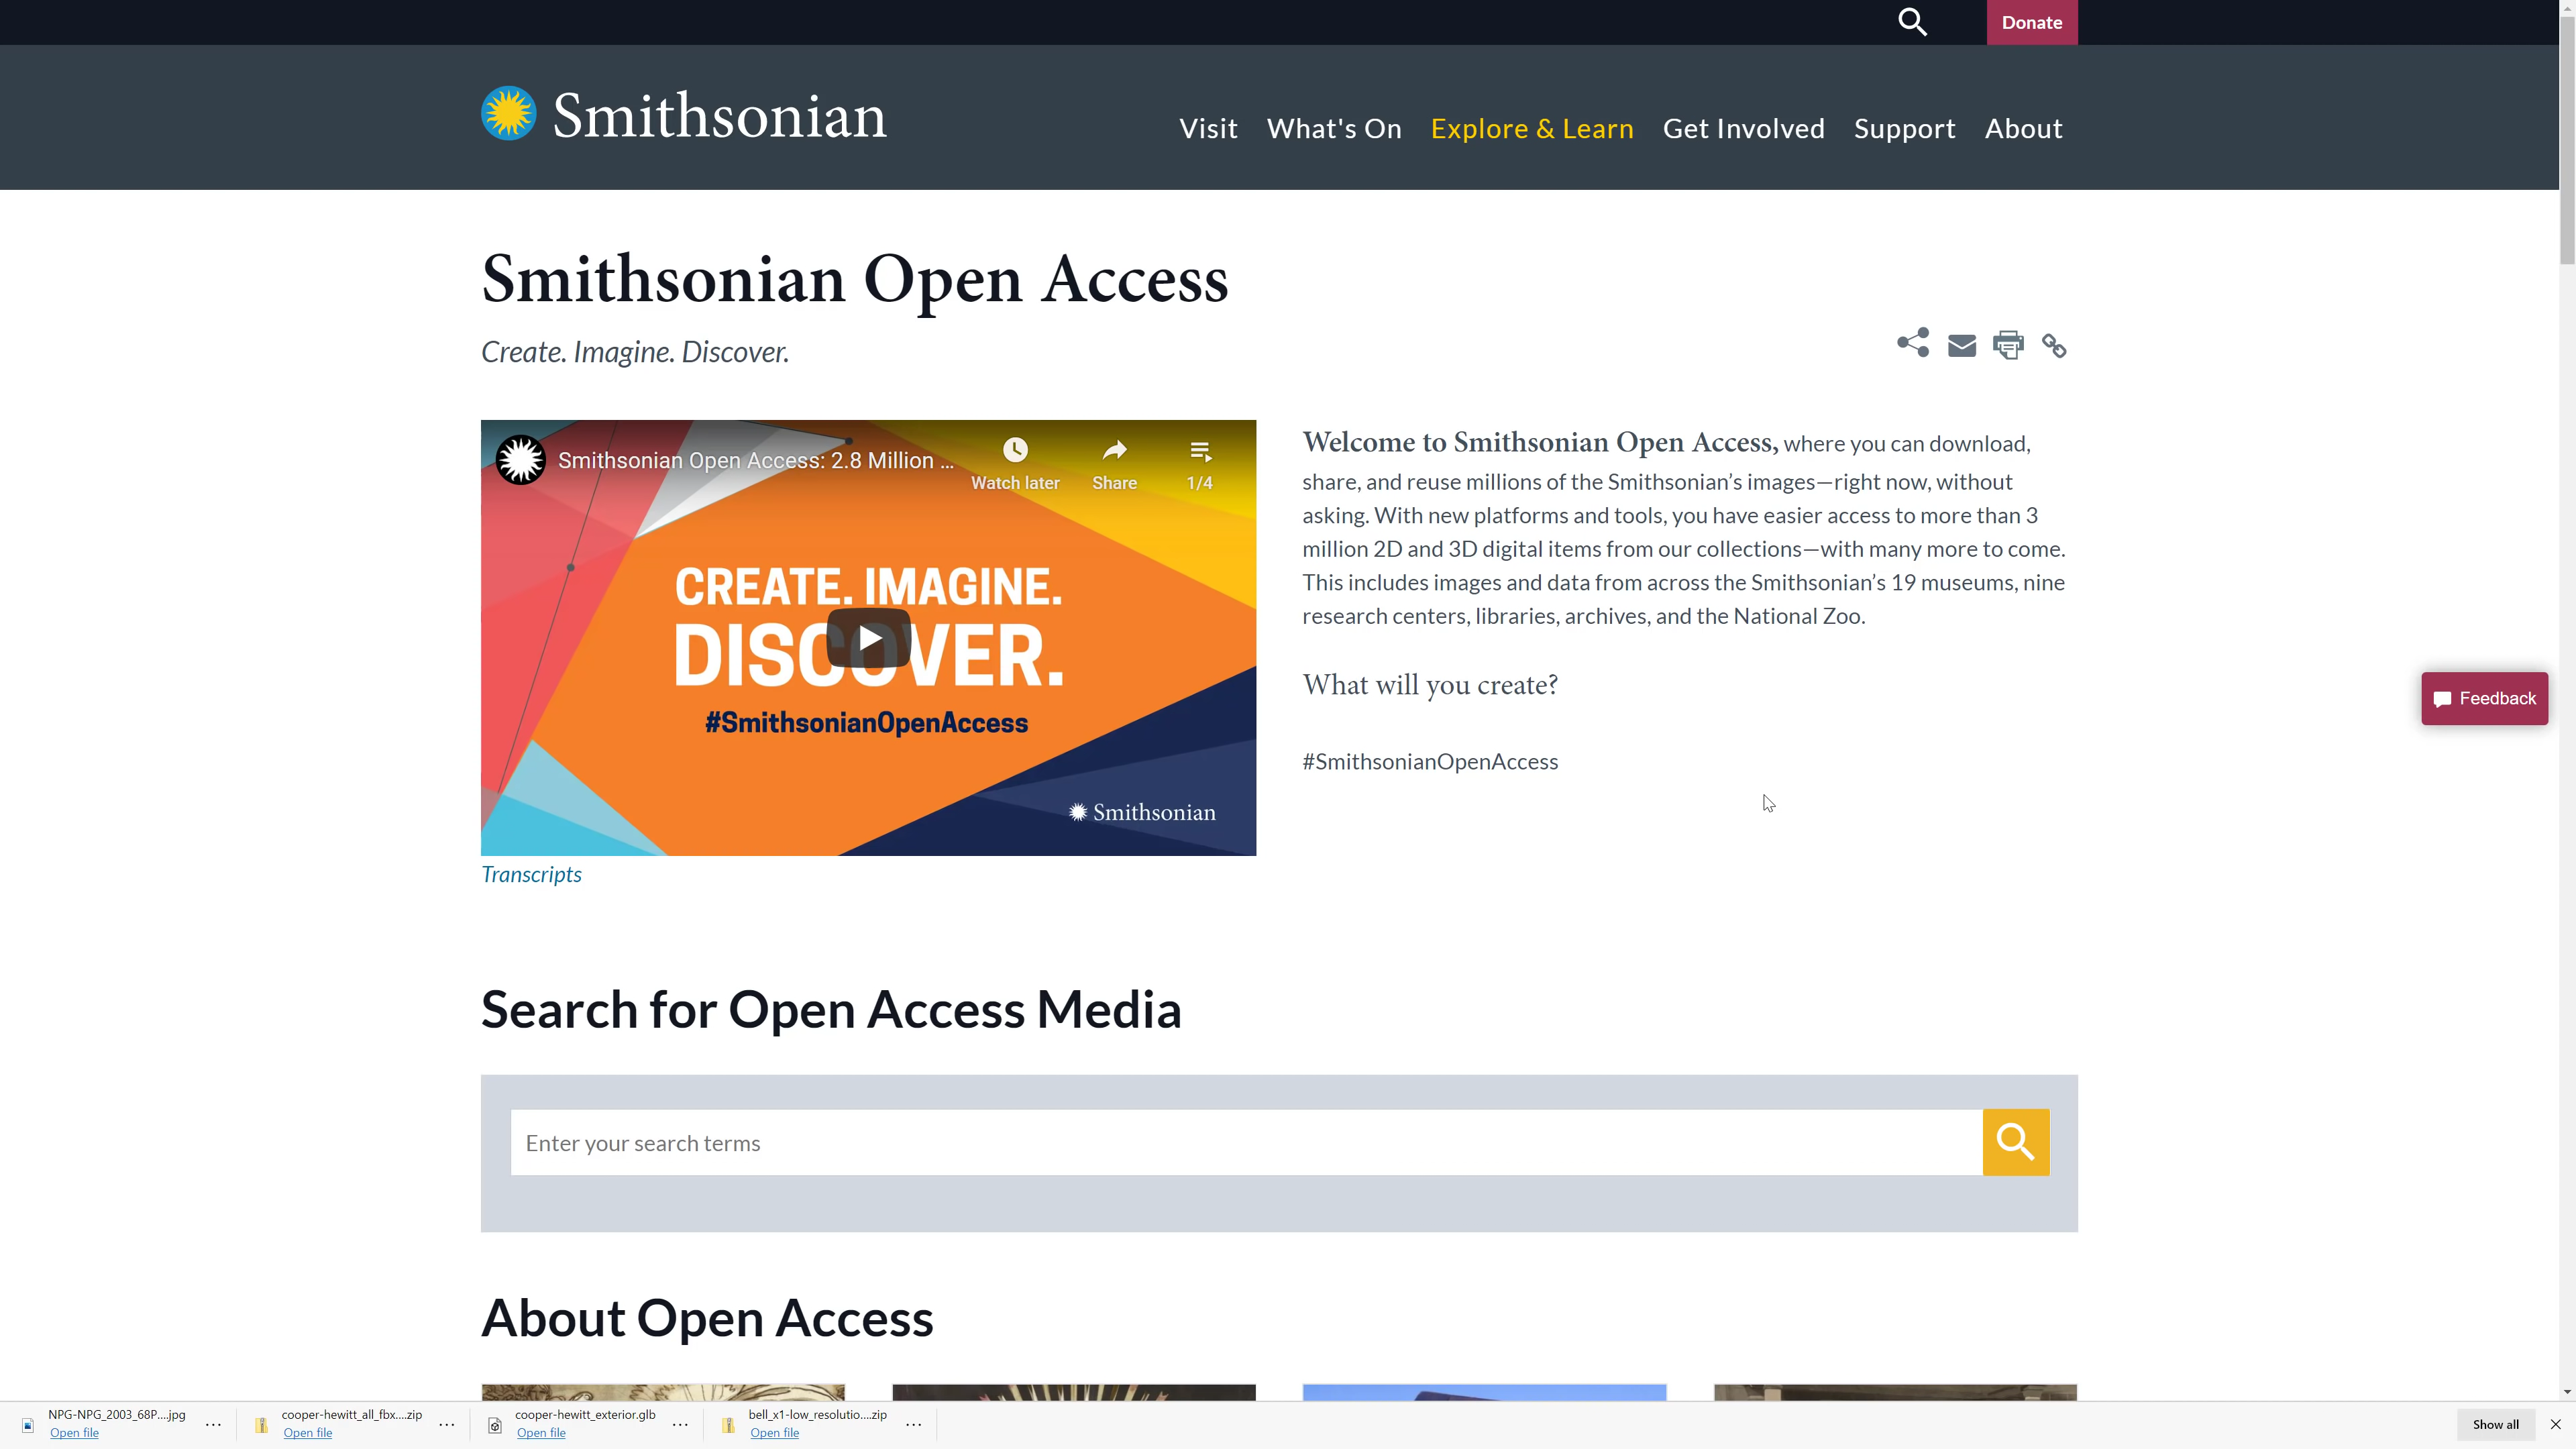 Donate
Smithsonian
Visit What's On Explore & Learn Get Involved Support About
Smithsonian Open Access
Create. Imagine. Discover.
Smithsonian Open Access: 2.8 Million ...
Watch later
Share
1/4
CREATE. IMAGINE.
DISCOVER.
#SmithsonianOpenAccess
Smithsonian
Transcripts
Welcome to Smithsonian Open Access, where you can download,
share, and reuse millions of the Smithsonian’s images—right now, without
asking. With new platforms and tools, you have easier access to more than 3
million 2D and 3D digital items from our collections—with many more to come.
This includes images and data from across the Smithsonian’s 19 museums, nine
research centers, libraries, archives, and the National Zoo.
What will you create?
#SmithsonianOpenAccess
Feedback
Search for Open Access Media
Enter your search terms
About Open Access
NPG-NPG_2003_68P....jpg
Open file
cooper-hewitt_all_fbx....zip
Open file
cooper-hewitt_exterior.glb
Open file
bell_x1-low_resolutio....zip
Open file
Show all